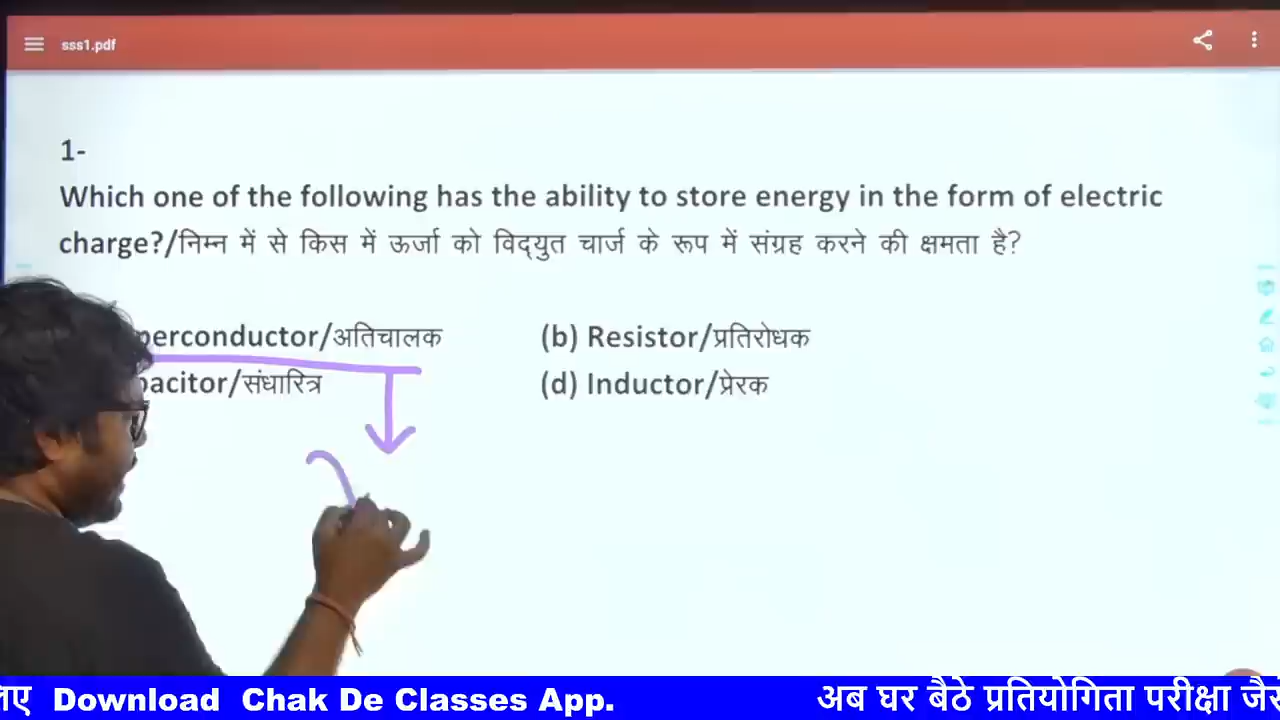 sss1.pdf
1-
Which one of the following has the ability to store energy in the form of electric
charge?/निम्न में से किस में ऊर्जा को विद्युत चार्ज के रूप में संग्रह करने की क्षमता है?
perconductor/अतिचालक (b) Resistor/प्रतिरोधक
pacitor/संधारित्र (d) Inductor/प्रेरक
Download Chak De Classes App. अब घर बैठे प्रतियोगिता परीक्षा